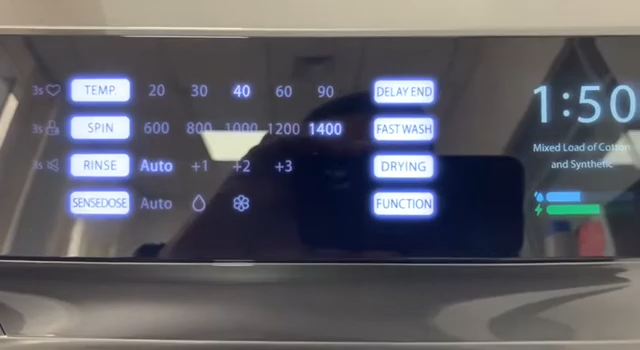 3s TEMP. 20 30 40 60 90 DELAY END
3s SPIN 600 800 1000 1200 1400 FAST WASH
3s RINSE Auto +1 +2 +3 DRYING
SENSEDOSE Auto FUNCTION
1:50
Mixed Load of Cotton
and Synthetic